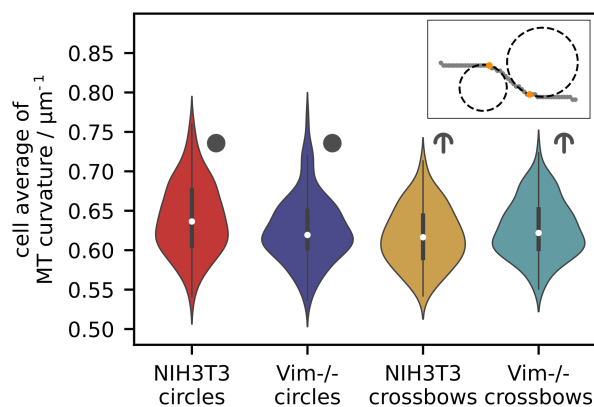 cell average of
MT curvature / μm⁻¹
0.85
0.80
0.75
0.70
0.65
0.60
0.55
0.50
NIH3T3
circles
Vim-/-
circles
NIH3T3
crossbows
Vim-/-
crossbows